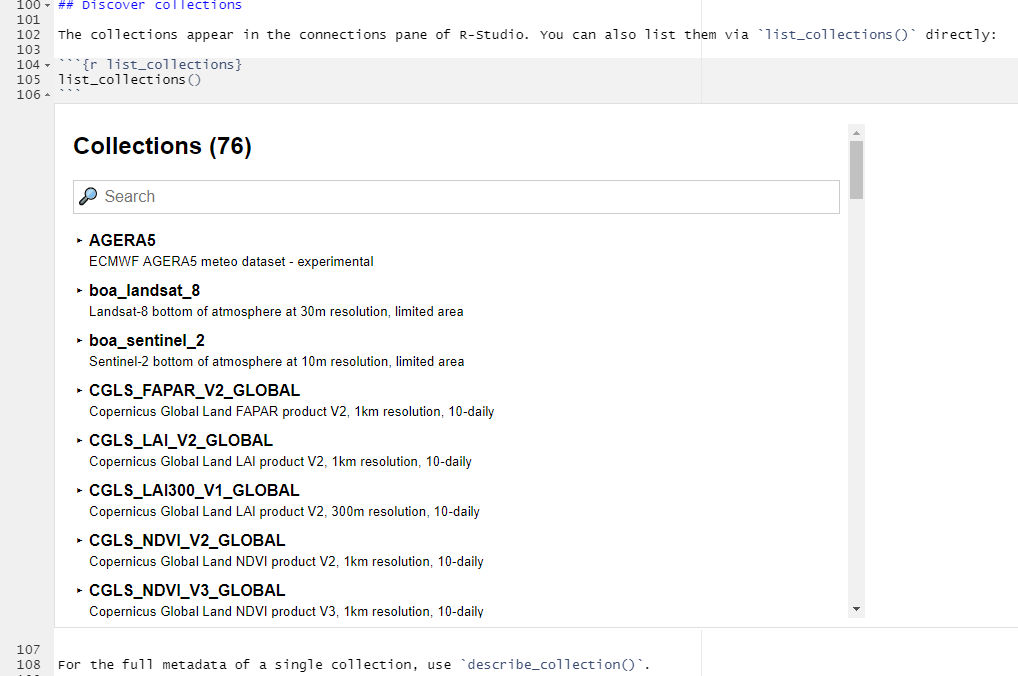 100 ## Discover collections
101
102 The collections appear in the connections pane of R-Studio. You can also list them via `list_collections()` directly:
103
104 ```{r list_collections}
105 list_collections()
106 ```
Collections (76)
Search
AGERA5
ECMWF AGERA5 meteo dataset - experimental
boa_landsat_8
Landsat-8 bottom of atmosphere at 30m resolution, limited area
boa_sentinel_2
Sentinel-2 bottom of atmosphere at 10m resolution, limited area
CGLS_FAPAR_V2_GLOBAL
Copernicus Global Land FAPAR product V2, 1km resolution, 10-daily
CGLS_LAI_V2_GLOBAL
Copernicus Global Land LAI product V2, 1km resolution, 10-daily
CGLS_LAI300_V1_GLOBAL
Copernicus Global Land LAI product V2, 300m resolution, 10-daily
CGLS_NDVI_V2_GLOBAL
Copernicus Global Land NDVI product V2, 1km resolution, 10-daily
CGLS_NDVI_V3_GLOBAL
Copernicus Global Land NDVI product V3, 1km resolution, 10-daily
107
108 For the full metadata of a single collection, use `describe_collection()`.